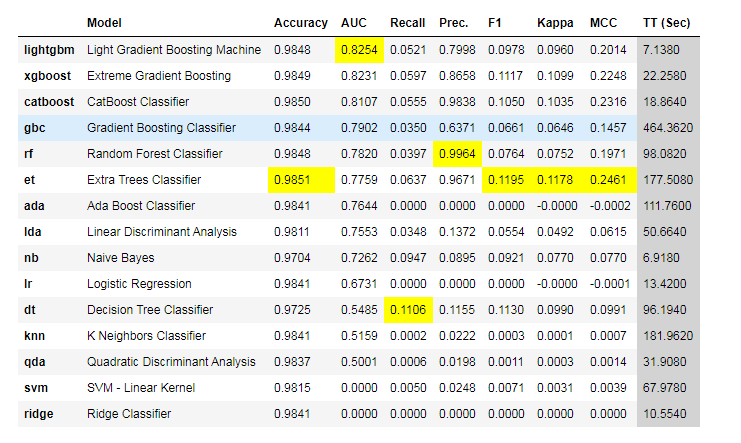 Model Accuracy AUC Recall Prec. F1 Kappa MCC TT (Sec)
lightgbm Light Gradient Boosting Machine 0.9848 0.8254 0.0521 0.7998 0.0978 0.0960 0.2014 7.1380
xgboost Extreme Gradient Boosting 0.9849 0.8231 0.0597 0.8658 0.1117 0.1099 0.2248 22.2580
catboost CatBoost Classifier 0.9850 0.8107 0.0555 0.9838 0.1050 0.1035 0.2316 18.8640
gbc Gradient Boosting Classifier 0.9844 0.7902 0.0350 0.6371 0.0661 0.0646 0.1457 464.3620
rf Random Forest Classifier 0.9848 0.7820 0.0397 0.9964 0.0764 0.0752 0.1971 98.0820
et Extra Trees Classifier 0.9851 0.7759 0.0637 0.9671 0.1195 0.1178 0.2461 177.5080
ada Ada Boost Classifier 0.9841 0.7644 0.0000 0.0000 0.0000 -0.0000 -0.0002 111.7600
lda Linear Discriminant Analysis 0.9811 0.7553 0.0348 0.1372 0.0554 0.0492 0.0615 50.6640
nb Naive Bayes 0.9704 0.7262 0.0947 0.0895 0.0921 0.0770 0.0770 6.9180
lr Logistic Regression 0.9841 0.6731 0.0000 0.0000 0.0000 -0.0000 -0.0001 13.4200
dt Decision Tree Classifier 0.9725 0.5485 0.1106 0.1155 0.1130 0.0990 0.0991 96.1940
knn K Neighbors Classifier 0.9841 0.5159 0.0002 0.0222 0.0003 0.0001 0.0007 181.9620
qda Quadratic Discriminant Analysis 0.9837 0.5001 0.0006 0.0198 0.0011 0.0003 0.0014 31.9080
svm SVM - Linear Kernel 0.9815 0.0000 0.0050 0.0248 0.0071 0.0031 0.0039 67.9780
ridge Ridge Classifier 0.9841 0.0000 0.0000 0.0000 0.0000 0.0000 0.0000 10.5540